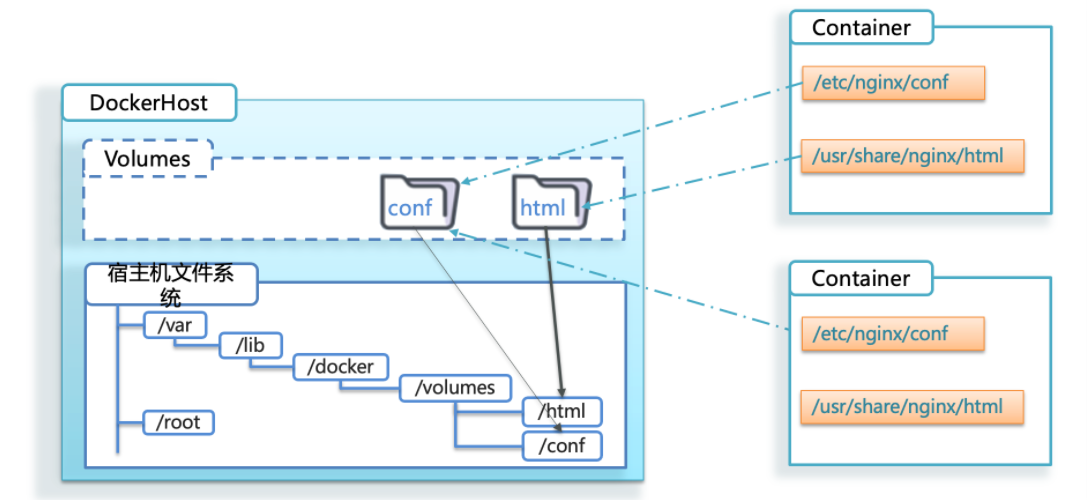 DockerHost
Volumes
conf
html
宿主机文件系
统
/var
/lib
/docker
/volumes
/html
/root
/conf
Container
/etc/nginx/conf
/usr/share/nginx/html
Container
/etc/nginx/conf
/usr/share/nginx/html